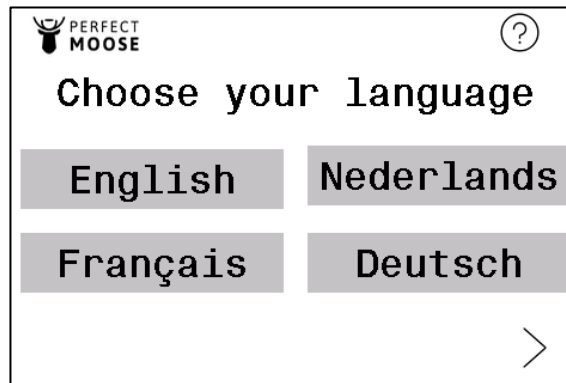 PERFECT
MOOSE
?
Choose your language
English Nederlands
Français Deutsch